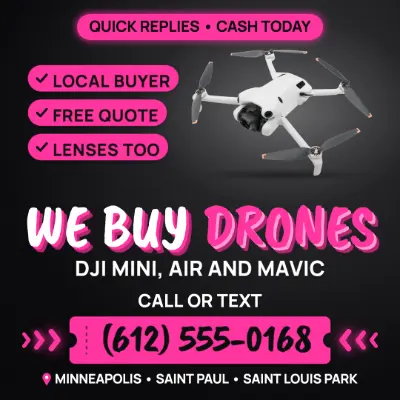 QUICK REPLIES • CASH TODAY
LOCAL BUYER
FREE QUOTE
LENSES TOO
WE BUY DRONES
DJI MINI, AIR AND MAVIC
CALL OR TEXT
(612) 555-0168
MINNEAPOLIS • SAINT PAUL • SAINT LOUIS PARK